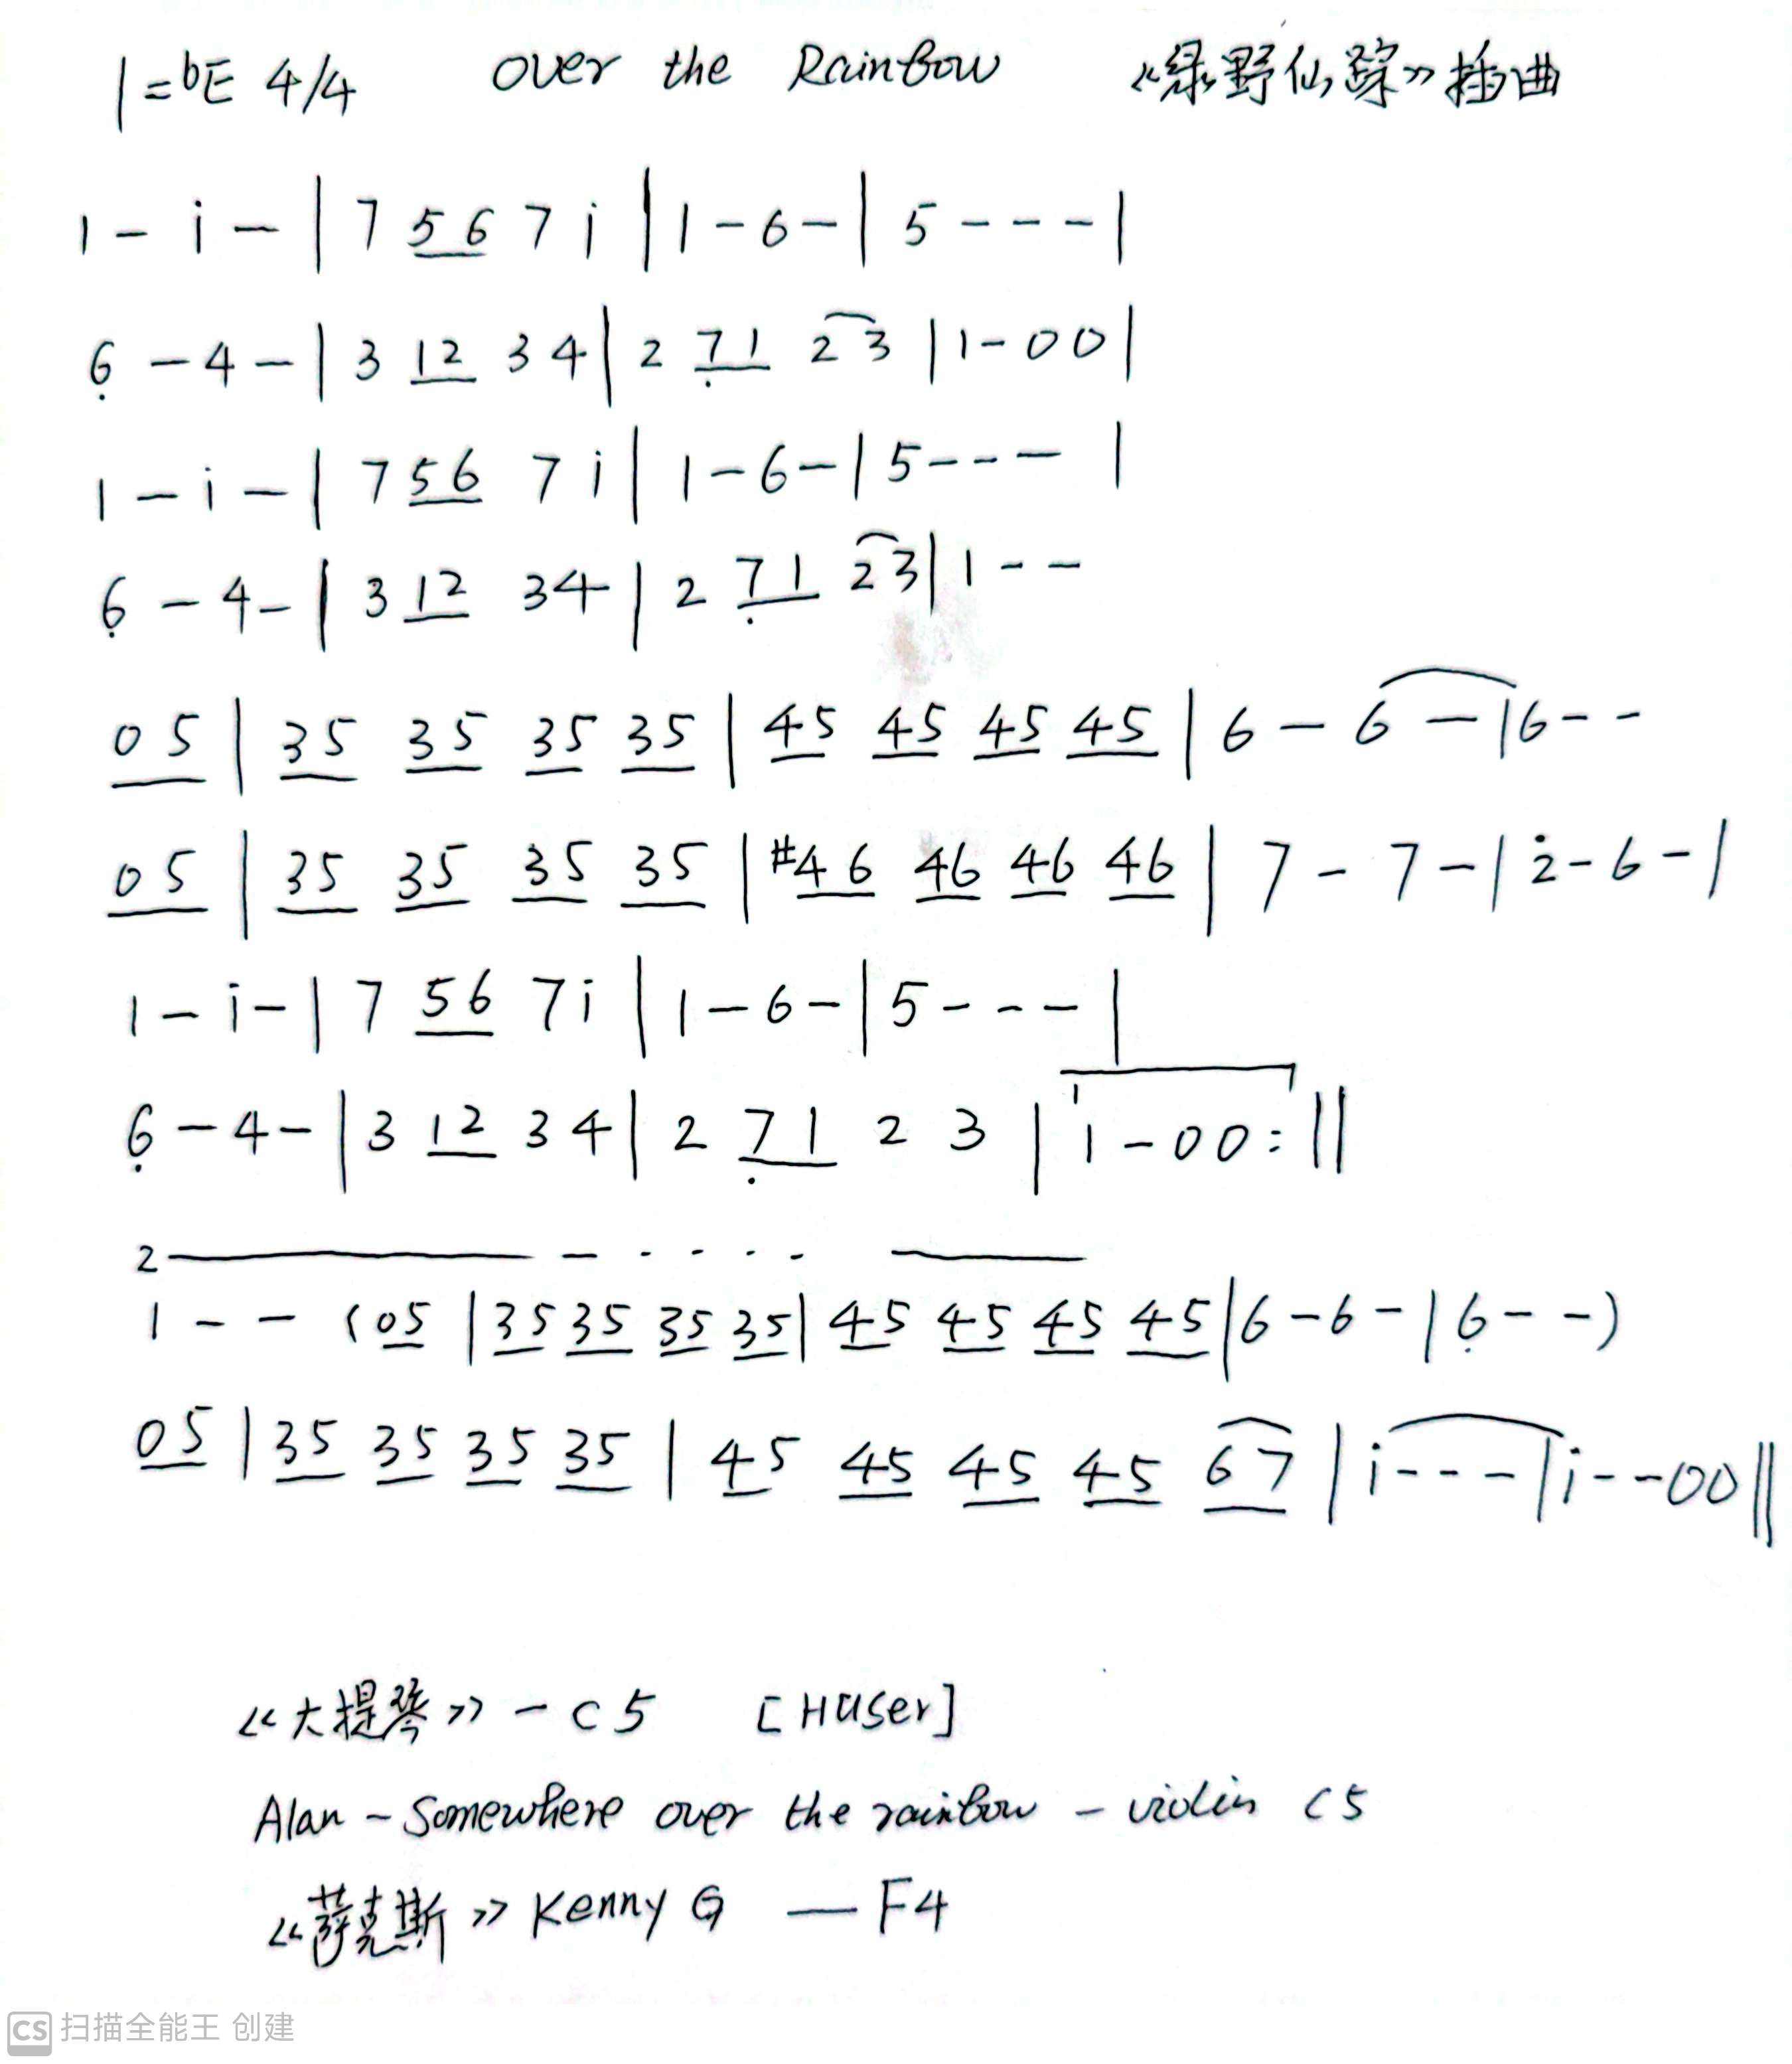 1=bE 4/4 Over the Rainbow 《绿野仙踪》插曲
1 - i - | 7 5 6 7 i | 1 - 6 - | 5 - - - |
6̣ - 4 - | 3 1 2 3 4 | 2 7̣ 1 2 3 | 1 - 0 0 |
1 - i - | 7 5 6 7 i | 1 - 6 - | 5 - - - |
6̣ - 4 - | 3 1 2 3 4 | 2 7̣ 1 2 3 | 1 - -
0 5 | 3 5 3 5 3 5 3 5 | 4 5 4 5 4 5 4 5 | 6 - 6 - | 6 - -
0 5 | 3 5 3 5 3 5 3 5 | #4 6 4 6 4 6 4 6 | 7 - 7 - | 2̇ - 6 - |
1 - i - | 7 5 6 7 i | 1 - 6 - | 5 - - - |
6̣ - 4 - | 3 1 2 3 4 | 2 7̣ 1 2 3 | 1 - 0 0 :||
2
1 - - (0 5 | 3 5 3 5 3 5 3 5 | 4 5 4 5 4 5 4 5 | 6 - 6 - | 6̣ - -)
0 5 | 3 5 3 5 3 5 3 5 | 4 5 4 5 4 5 4 5 6 7 | i - - - | i - - 0 0 ||
《大提琴》- C5 [Hauser]
Alan - Somewhere over the rainbow - violin C5
《萨克斯》Kenny G — F4
CS 扫描全能王 创建